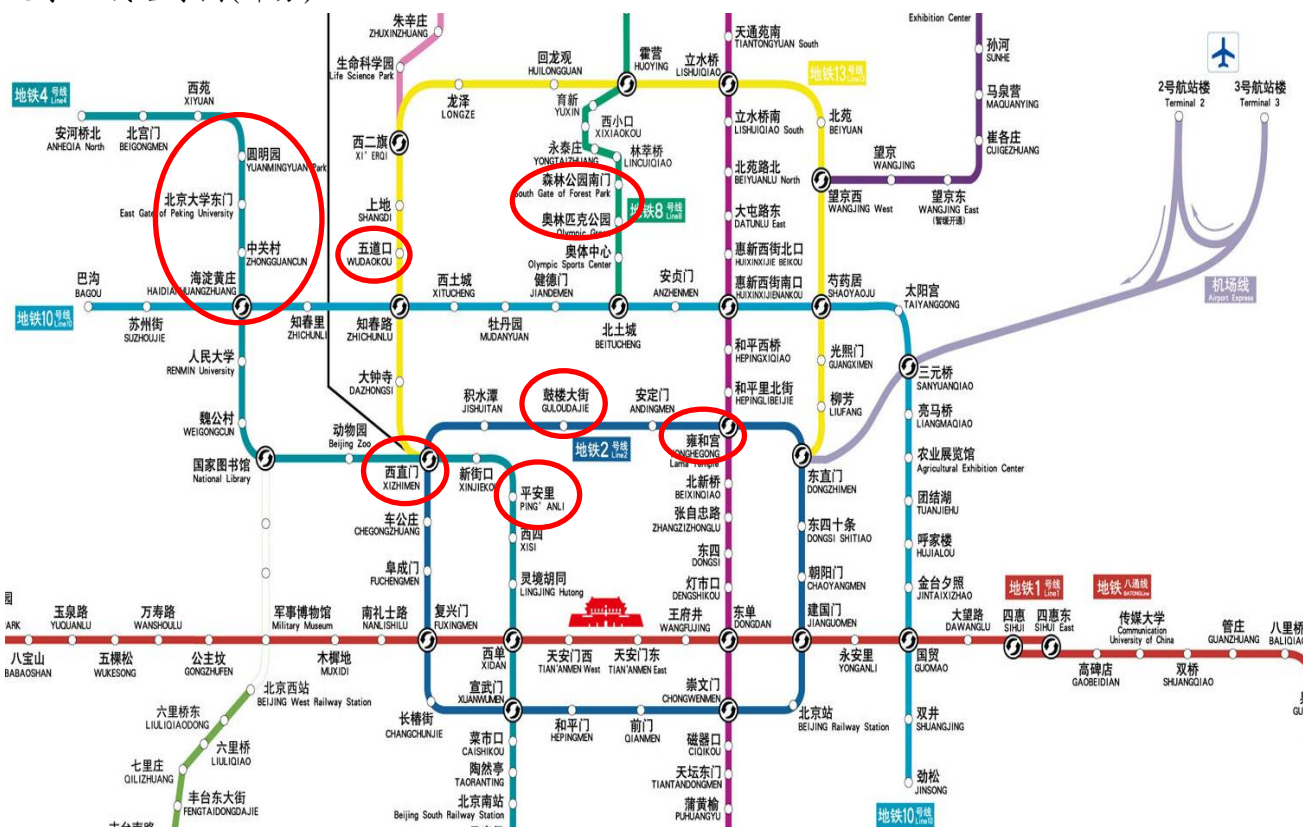 朱辛庄
ZHUXINZHUANG
生命科学园
Life Science Park
回龙观
HUILONGGUAN
霍营
HUOYING
立水桥
LISHUIQIAO
天通苑南
TIANTONGYUAN South
地铁13号线
Line13
Exhibition Center
孙河
SUNHE
马泉营
MAQUANYING
崔各庄
CUIGEZHUANG
2号航站楼
Terminal 2
3号航站楼
Terminal 3
地铁4号线
Line4
安河桥北
ANHEQIA North
北宫门
BEIGONGMEN
西苑
XIYUAN
圆明园
YUANMINGYUAN Park
北京大学东门
East Gate of Peking University
中关村
ZHONGGUANCUN
海淀黄庄
HAIDIANHUANGZHUANG
龙泽
LONGZE
西二旗
XI'ERQI
上地
SHANGDI
五道口
WUDAOKOU
育新
YUXIN
西小口
XIXIAOKOU
永泰庄
YONGTAIZHUANG
林萃桥
LINCUIQIAO
森林公园南门
South Gate of Forest Park
奥林匹克公园
Olympic Green
地铁8号线
Line8
奥体中心
Olympic Sports Center
立水桥南
LISHUIQIAO South
北苑路北
BEIYUANLU North
大屯路东
DATUNLU East
惠新西街北口
HUIXINXIJIE BEIKOU
惠新西街南口
HUIXINXIJIENANKOU
北苑
BEIYUAN
望京
WANGJING
望京西
WANGJING West
望京东
WANGJING East
(暂缓开通)
巴沟
BAGOU
地铁10号线
Line10
苏州街
SUZHOUJIE
知春里
ZHICHUNLI
知春路
ZHICHUNLU
西土城
XITUCHENG
牡丹园
MUDANYUAN
健德门
JIANDEMEN
北土城
BEITUCHENG
安贞门
ANZHENMEN
芍药居
SHAOYAOJU
太阳宫
TAIYANGGONG
机场线
Airport Express
人民大学
RENMIN University
魏公村
WEIGONGCUN
国家图书馆
National Library
动物园
Beijing Zoo
大钟寺
DAZHONGSI
西直门
XIZHIMEN
积水潭
JISHUITAN
鼓楼大街
GULOUDAJIE
安定门
ANDINGMEN
地铁2号线
Line2
和平西桥
HEPINGXIQIAO
和平里北街
HEPINGLIBEIJIE
雍和宫
YONGHEGONG
Lama Temple
光熙门
GUANGXIMEN
柳芳
LIUFANG
东直门
DONGZHIMEN
三元桥
SANYUANQIAO
亮马桥
LIANGMAQIAO
农业展览馆
Agricultural Exhibition Center
团结湖
TUANJIEHU
呼家楼
HUJIALOU
金台夕照
JINTAIXIZHAO
新街口
XINJIEKOU
平安里
PING'ANLI
西四
XISI
灵境胡同
LINGJING Hutong
车公庄
CHEGONGZHUANG
阜成门
FUCHENGMEN
北新桥
BEIXINQIAO
张自忠路
ZHANGZIZHONGLU
东四
DONGSI
灯市口
DENGSHIKOU
东四十条
DONGSI SHITIAO
朝阳门
CHAOYANGMEN
园
PARK
八宝山
BABAOSHAN
玉泉路
YUQUANLU
五棵松
WUKESONG
万寿路
WANSHOULU
公主坟
GONGZHUFEN
军事博物馆
Military Museum
木樨地
MUXIDI
南礼士路
NANLISHILU
复兴门
FUXINGMEN
西单
XIDAN
天安门西
TIAN'ANMEN West
天安门东
TIAN'ANMEN East
王府井
WANGFUJING
东单
DONGDAN
建国门
JIANGUOMEN
永安里
YONGANLI
国贸
GUOMAO
大望路
DAWANGLU
地铁1号线
Line1
四惠
SIHUI
四惠东
SIHUI East
地铁八通线
BATONGLine
高碑店
GAOBEIDIAN
传媒大学
Communication
University of China
双桥
SHUANGQIAO
管庄
GUANZHUANG
八里桥
BALIQIAO
北京西站
BEIJING West Railway Station
六里桥东
LIULIQIAODONG
六里桥
LIULIQIAO
七里庄
QILIZHUANG
丰台东大街
FENGTAIDONGDAJIE
长椿街
CHANGCHUNJIE
宣武门
XUANWUMEN
和平门
HEPINGMEN
前门
QIANMEN
崇文门
CHONGWENMEN
北京站
BEIJING Railway Station
菜市口
CAISHIKOU
陶然亭
TAORANTING
北京南站
Beijing South Railway Station
磁器口
CIQIKOU
天坛东门
TIANTANDONGMEN
蒲黄榆
PUHUANGYU
双井
SHUANGJING
劲松
JINSONG
地铁10号线
Line10